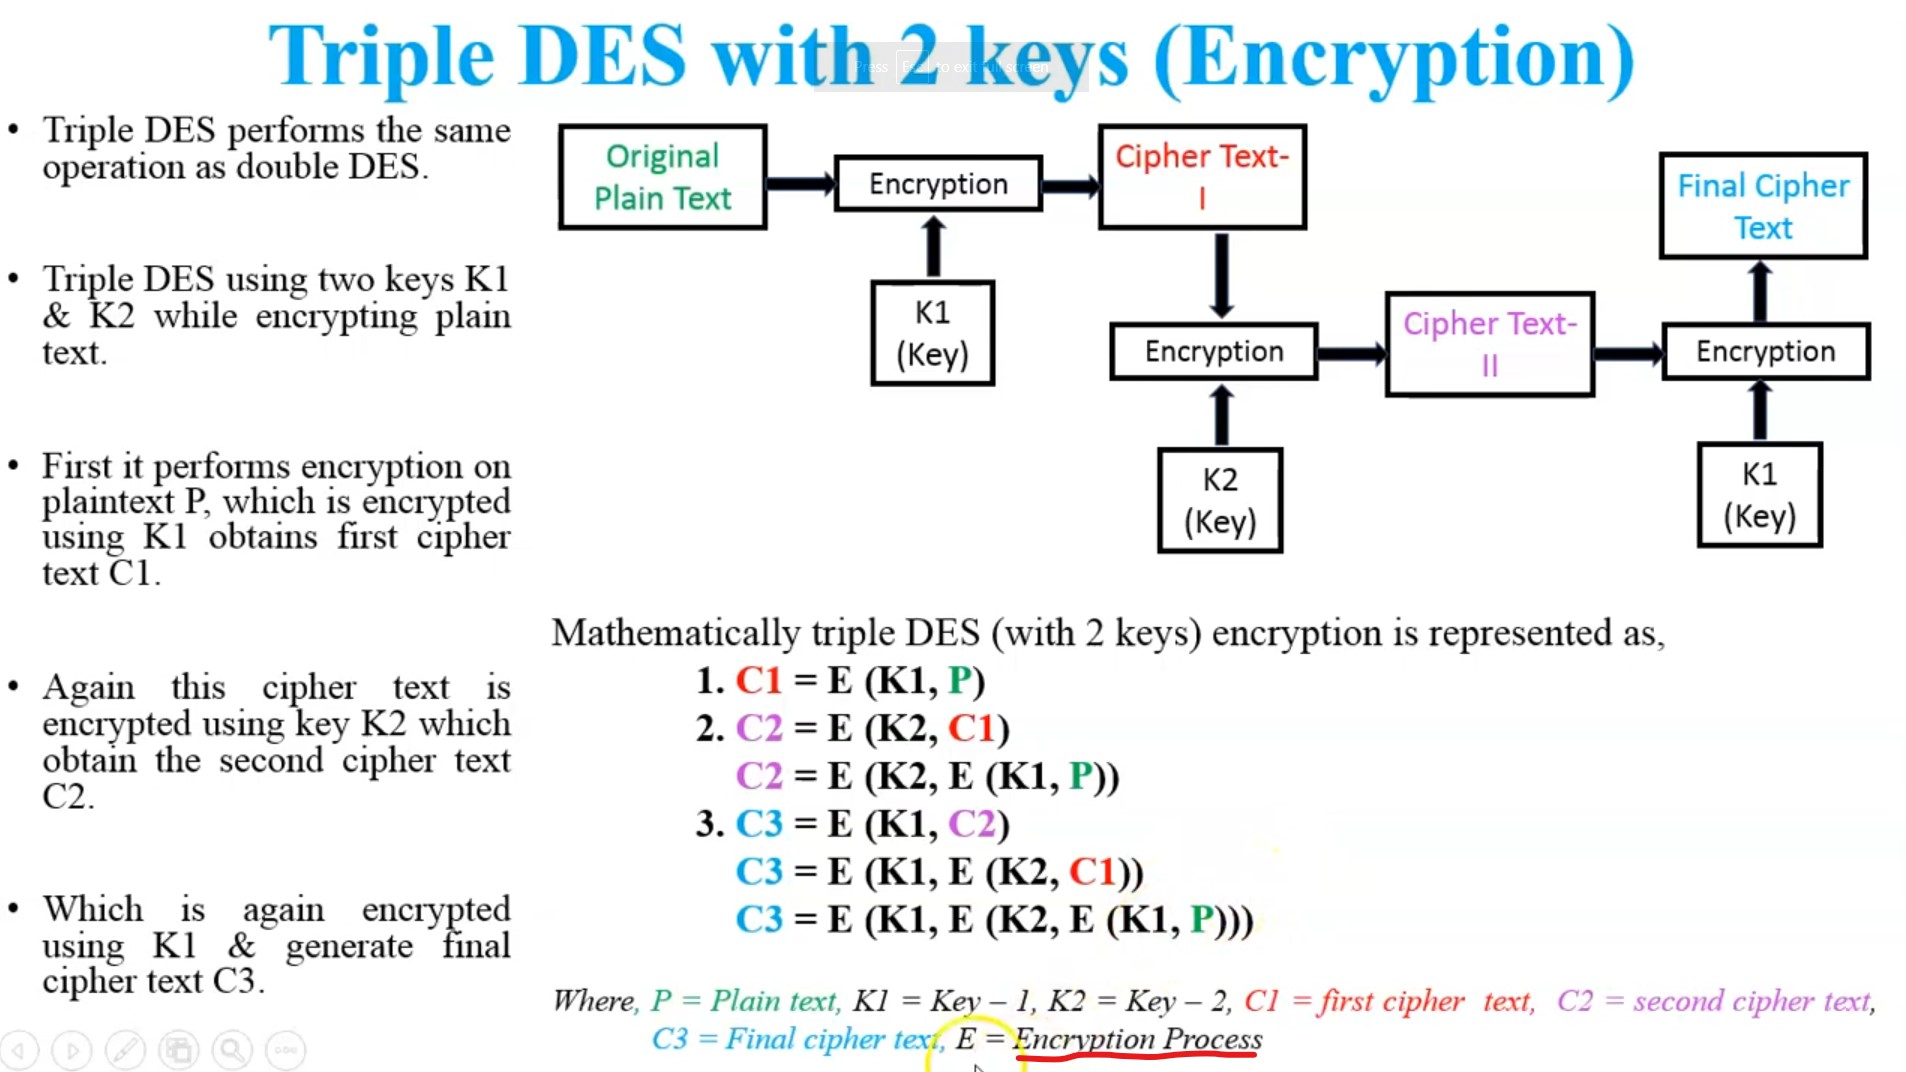 Triple DES with 2 keys (Encryption)
Press Esc to exit full screen
• Triple DES performs the same
operation as double DES.
• Triple DES using two keys K1
& K2 while encrypting plain
text.
• First it performs encryption on
plaintext P, which is encrypted
using K1 obtains first cipher
text C1.
• Again this cipher text is
encrypted using key K2 which
obtain the second cipher text
C2.
• Which is again encrypted
using K1 & generate final
cipher text C3.
Original
Plain Text
Encryption
K1
(Key)
Cipher Text-
I
Encryption
K2
(Key)
Cipher Text-
II
Encryption
K1
(Key)
Final Cipher
Text
Mathematically triple DES (with 2 keys) encryption is represented as,
1. C1 = E (K1, P)
2. C2 = E (K2, C1)
C2 = E (K2, E (K1, P))
3. C3 = E (K1, C2)
C3 = E (K1, E (K2, C1))
C3 = E (K1, E (K2, E (K1, P)))
Where, P = Plain text, K1 = Key – 1, K2 = Key – 2, C1 = first cipher text, C2 = second cipher text,
C3 = Final cipher text, E = Encryption Process